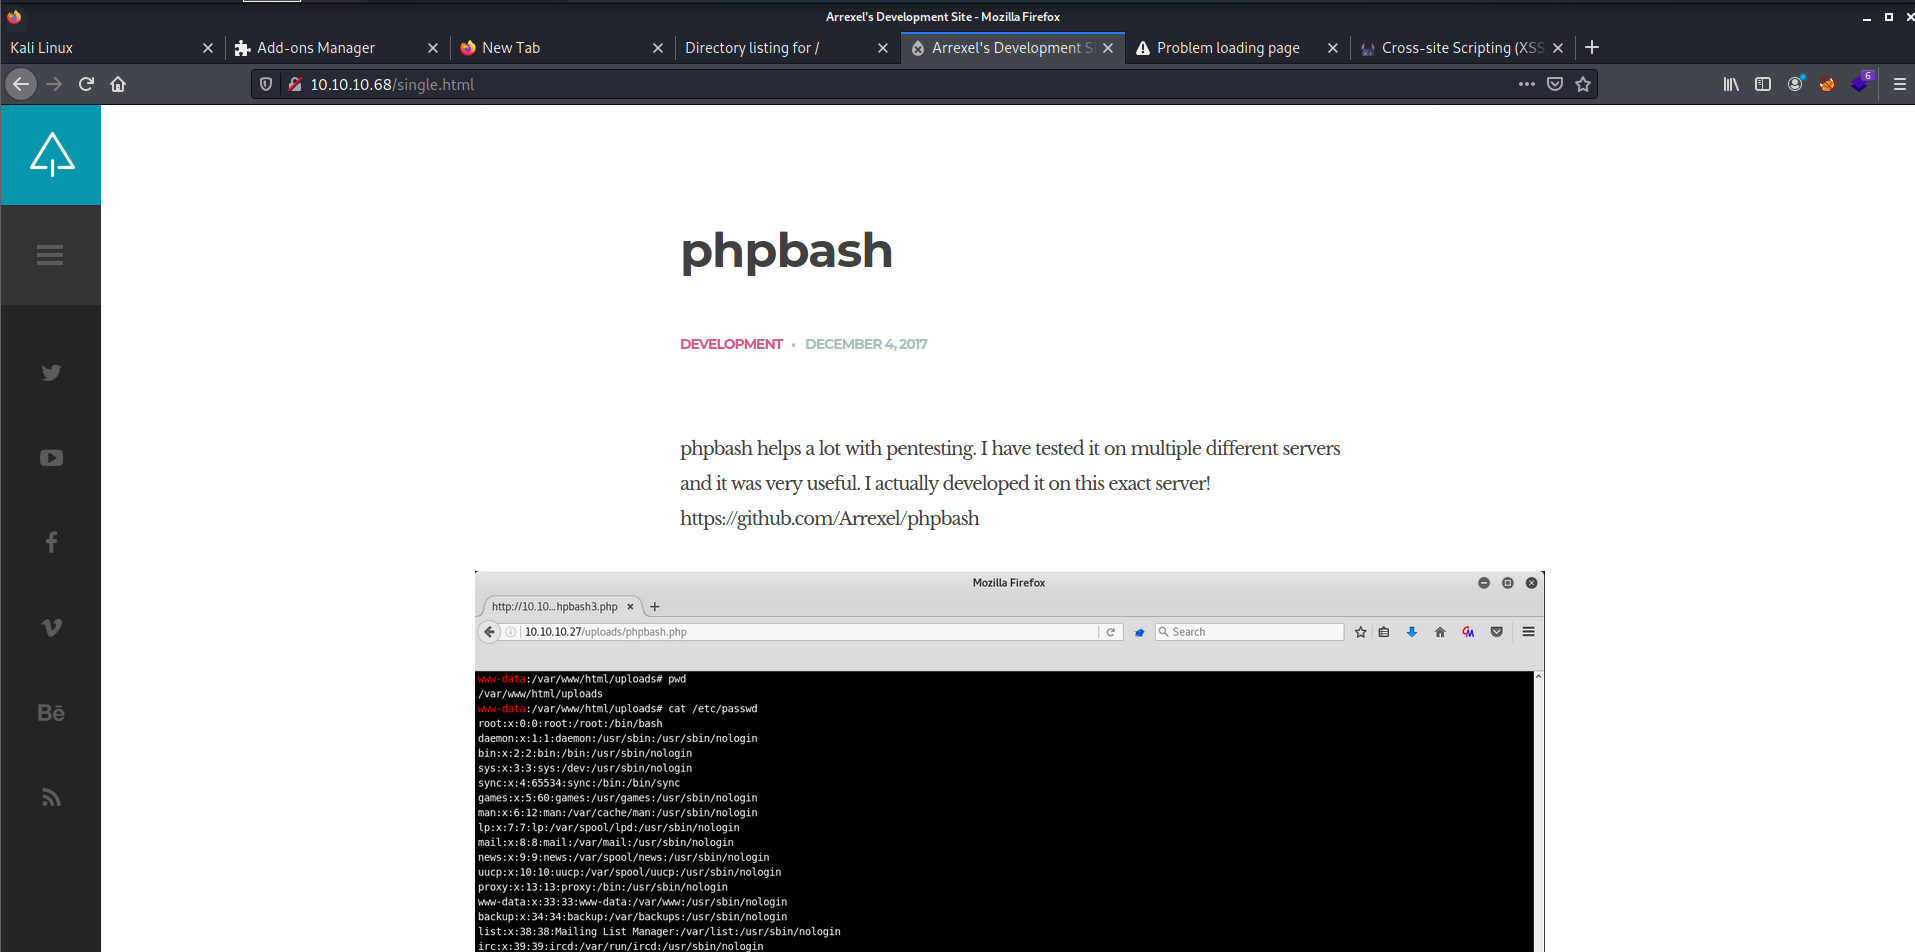 Arrexel's Development Site - Mozilla Firefox
Kali Linux
Add-ons Manager
New Tab
Directory listing for /
Arrexel's Development S
Problem loading page
Cross-site Scripting (XSS
10.10.10.68/single.html
6
phpbash
DEVELOPMENT • DECEMBER 4, 2017
phpbash helps a lot with pentesting. I have tested it on multiple different servers
and it was very useful. I actually developed it on this exact server!
https://github.com/Arrexel/phpbash
Bē
Mozilla Firefox
http://10.10...hpbash3.php
10.10.10.27/uploads/phpbash.php
Search
www-data:/var/www/html/uploads# pwd
/var/www/html/uploads
www-data:/var/www/html/uploads# cat /etc/passwd
root:x:0:0:root:/root:/bin/bash
daemon:x:1:1:daemon:/usr/sbin:/usr/sbin/nologin
bin:x:2:2:bin:/bin:/usr/sbin/nologin
sys:x:3:3:sys:/dev:/usr/sbin/nologin
sync:x:4:65534:sync:/bin:/bin/sync
games:x:5:60:games:/usr/games:/usr/sbin/nologin
man:x:6:12:man:/var/cache/man:/usr/sbin/nologin
lp:x:7:7:lp:/var/spool/lpd:/usr/sbin/nologin
mail:x:8:8:mail:/var/mail:/usr/sbin/nologin
news:x:9:9:news:/var/spool/news:/usr/sbin/nologin
uucp:x:10:10:uucp:/var/spool/uucp:/usr/sbin/nologin
proxy:x:13:13:proxy:/bin:/usr/sbin/nologin
www-data:x:33:33:www-data:/var/www:/usr/sbin/nologin
backup:x:34:34:backup:/var/backups:/usr/sbin/nologin
list:x:38:38:Mailing List Manager:/var/list:/usr/sbin/nologin
irc:x:39:39:ircd:/var/run/ircd:/usr/sbin/nologin